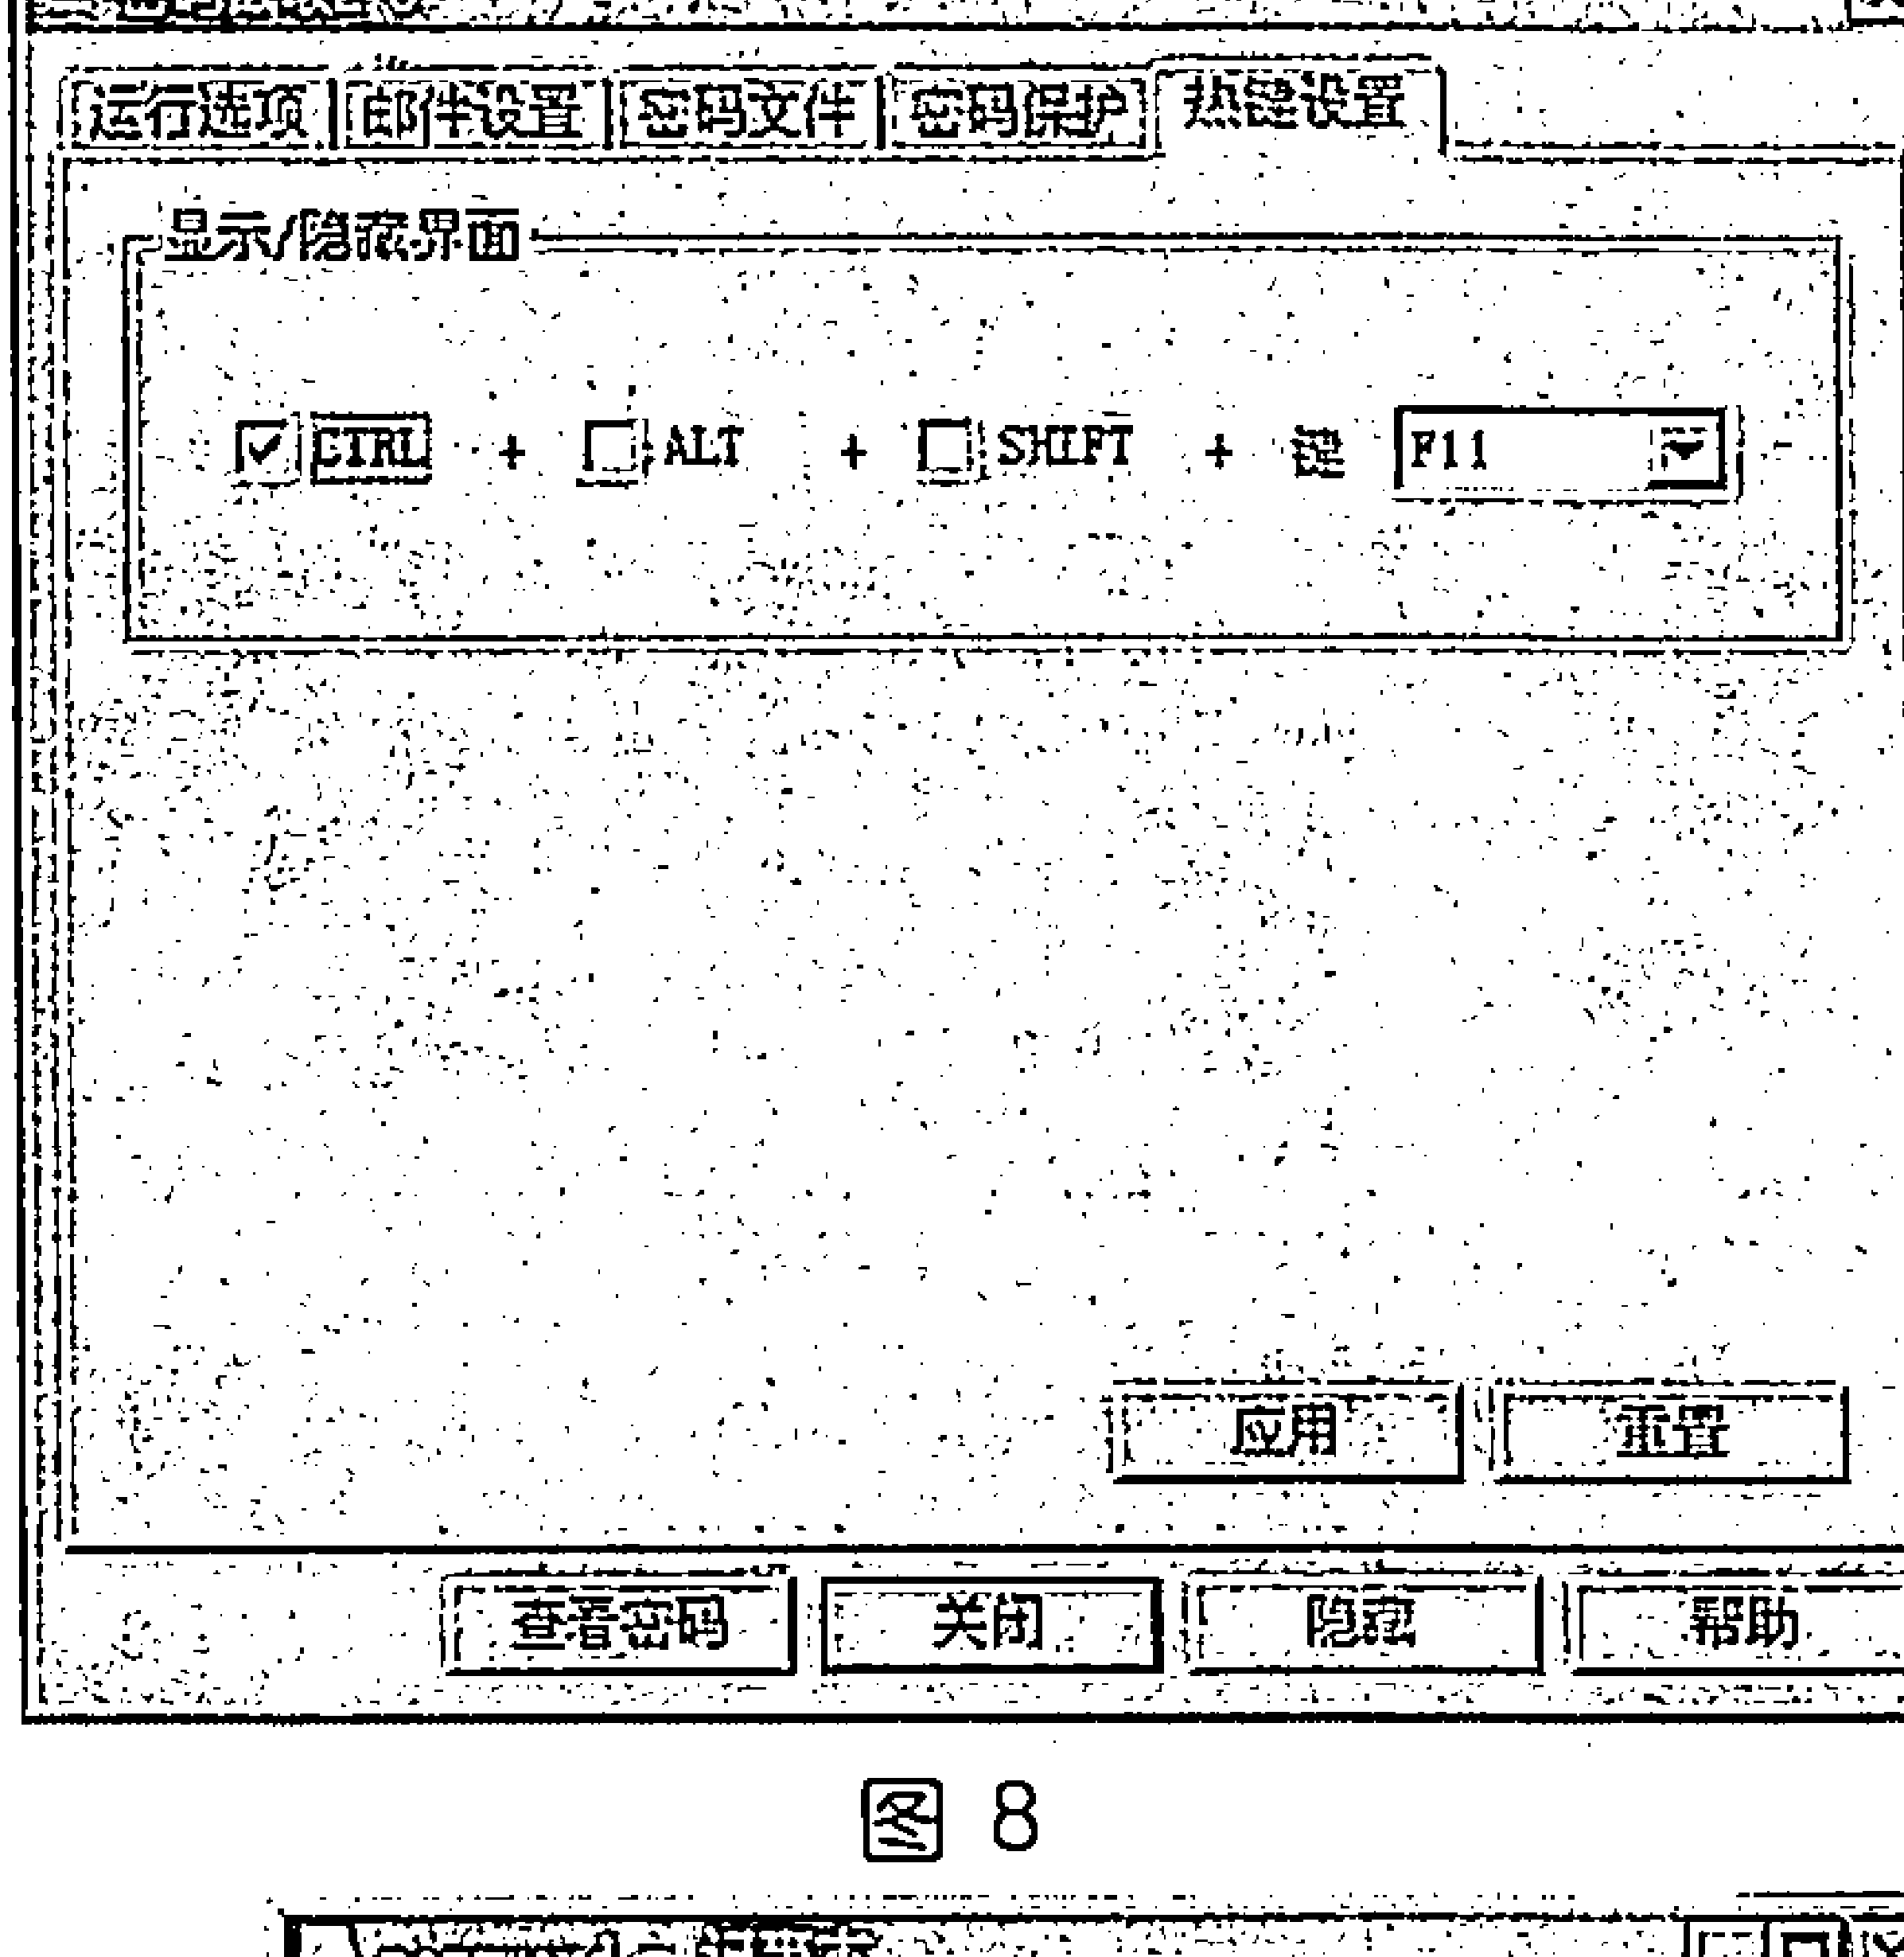 运行选项 邮件设置 密码文件 密码保护 热键设置
显示/隐藏界面
CTRL + ALT + SHIFT + 键 F11
应用 重置
查看密码 关闭 隐藏 帮助
图 8